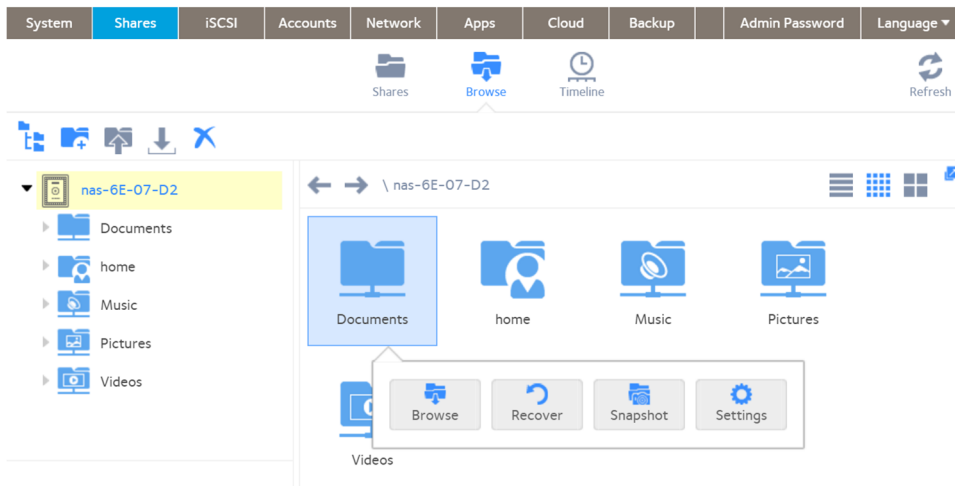 System Shares iSCSI Accounts Network Apps Cloud Backup Admin Password Language
Shares Browse Timeline Refresh
nas-6E-07-D2
\ nas-6E-07-D2
Documents
home
Music
Pictures
Videos
Documents home Music Pictures
Browse Recover Snapshot Settings
Videos